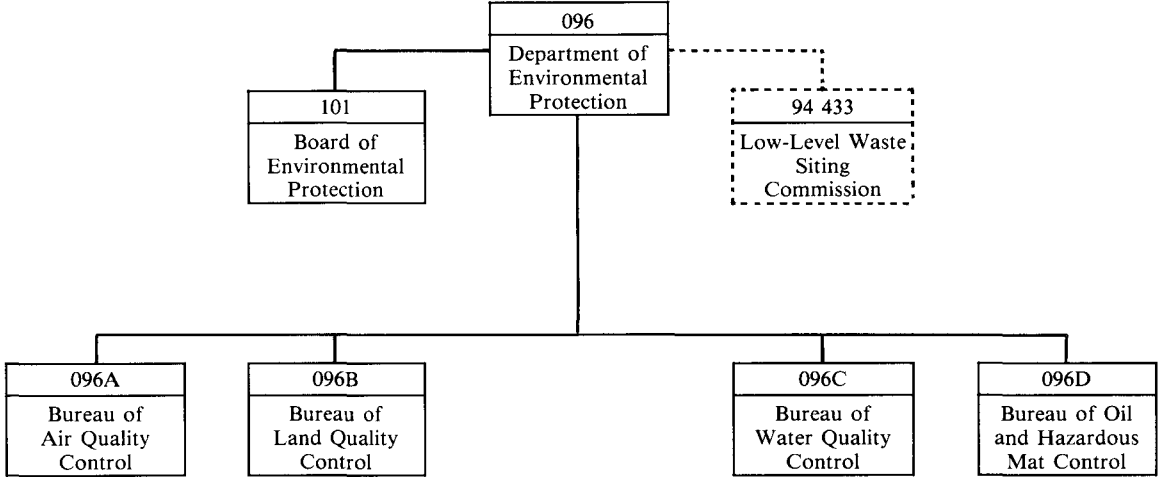 096
Department of
Environmental
Protection
101
Board of
Environmental
Protection
94 433
Low-Level Waste
Siting
Commission
096A
Bureau of
Air Quality
Control
096B
Bureau of
Land Quality
Control
096C
Bureau of
Water Quality
Control
096D
Bureau of Oil
and Hazardous
Mat Control